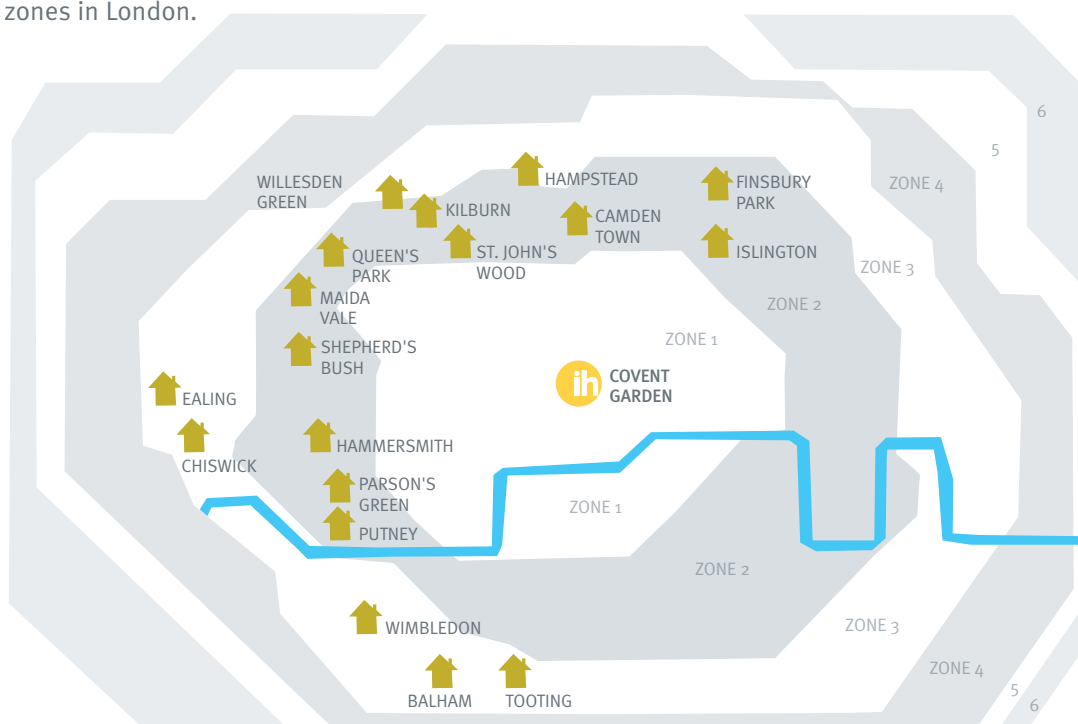 zones in London.
6
5
ZONE 4
ZONE 3
ZONE 2
ZONE 1
WILLESDEN
GREEN
HAMPSTEAD
FINSBURY
PARK
KILBURN
CAMDEN
TOWN
QUEEN'S
PARK
ST. JOHN'S
WOOD
ISLINGTON
MAIDA
VALE
SHEPHERD'S
BUSH
ih
COVENT
GARDEN
EALING
CHISWICK
HAMMERSMITH
PARSON'S
GREEN
PUTNEY
ZONE 1
ZONE 2
WIMBLEDON
ZONE 3
BALHAM
TOOTING
ZONE 4
5
6